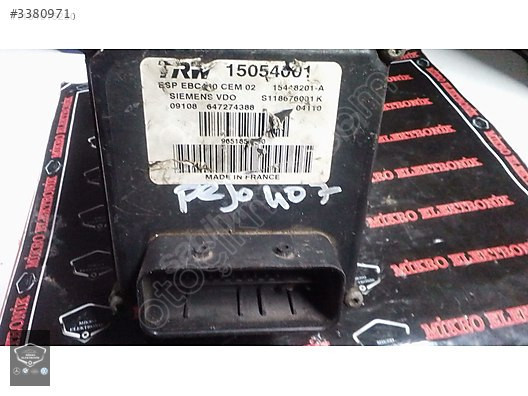 #3380971
TRW 15054001
ESP EBC 440 CEM 02 15448201-A
SIEMENS VDO S118676001K
09108 647274388 04110
MADE IN FRANCE
pejo 407
MİKRO ELEKTRONİK
MİKRO ELEKTRONİK
MİKRO ELEKTRONİK
MİKRO ELEKTRONİK